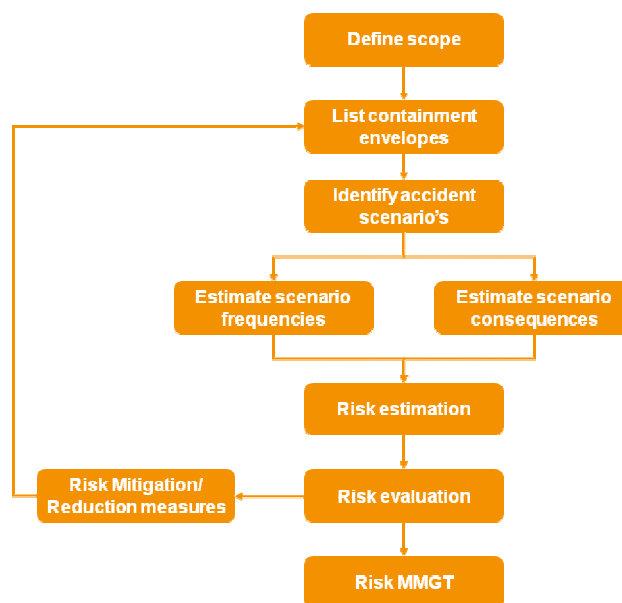 Define scope
List containment
envelopes
Identify accident
scenario's
Estimate scenario
frequencies
Estimate scenario
consequences
Risk estimation
Risk Mitigation/
Reduction measures
Risk evaluation
Risk MMGT